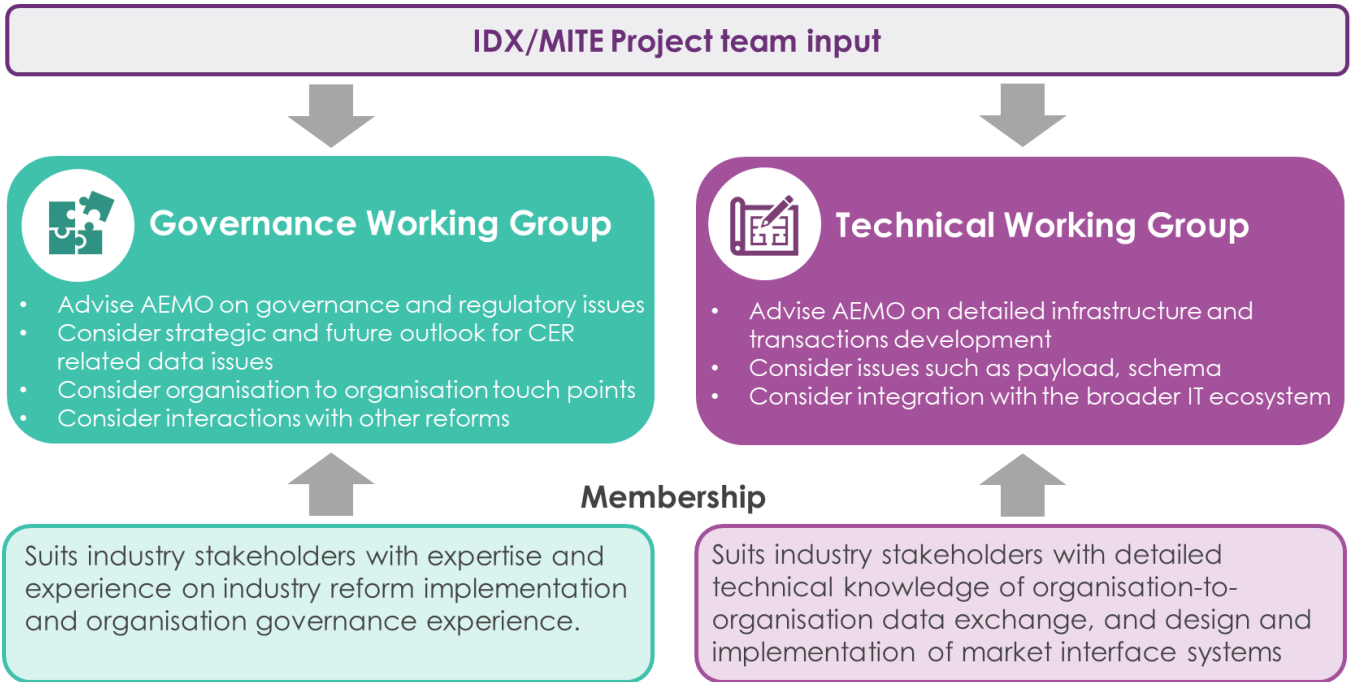 IDX/MITE Project team input
Governance Working Group
• Advise AEMO on governance and regulatory issues
• Consider strategic and future outlook for CER
related data issues
• Consider organisation to organisation touch points
• Consider interactions with other reforms
Technical Working Group
• Advise AEMO on detailed infrastructure and
transactions development
• Consider issues such as payload, schema
• Consider integration with the broader IT ecosystem
Membership
Suits industry stakeholders with expertise and
experience on industry reform implementation
and organisation governance experience.
Suits industry stakeholders with detailed
technical knowledge of organisation-to-
organisation data exchange, and design and
implementation of market interface systems